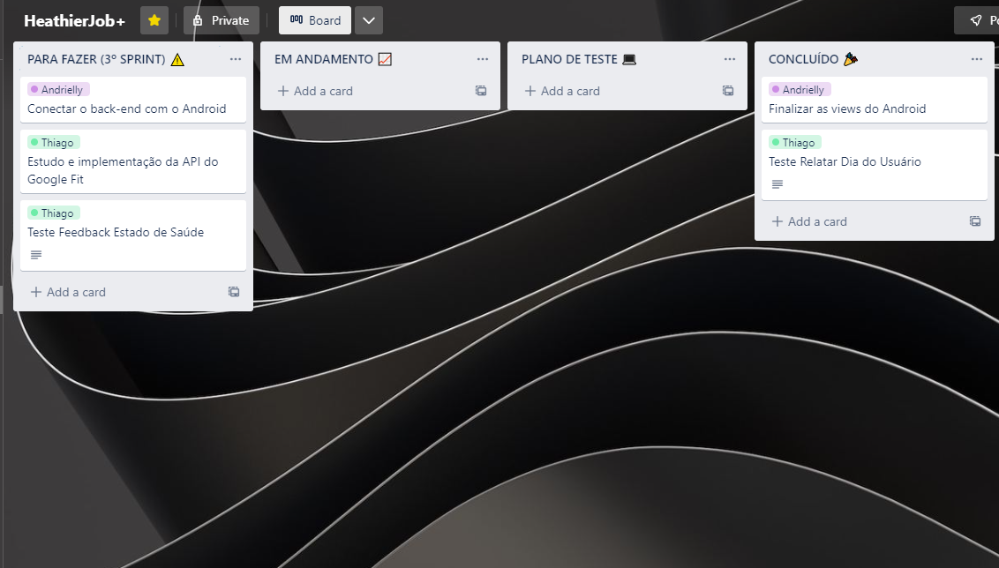 HeathierJob+
Private
Board
PARA FAZER (3º SPRINT) ⚠️
Andrielly
Conectar o back-end com o Android
Thiago
Estudo e implementação da API do
Google Fit
Thiago
Teste Feedback Estado de Saúde
+ Add a card
EM ANDAMENTO 📈
+ Add a card
PLANO DE TESTE 💻
+ Add a card
CONCLUÍDO 🎉
Andrielly
Finalizar as views do Android
Thiago
Teste Relatar Dia do Usuário
+ Add a card